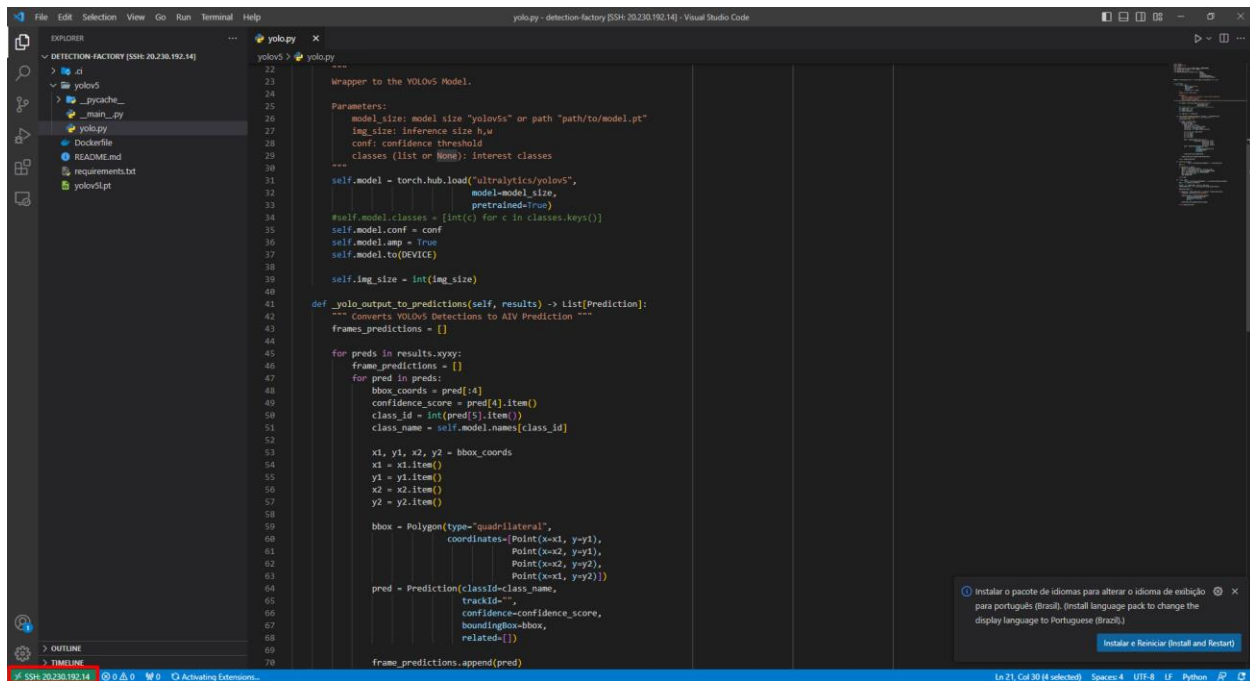 File Edit Selection View Go Run Terminal Help
yolo.py - detection-factory [SSH: 20.230.192.14] - Visual Studio Code
EXPLORER
DETECTION-FACTORY [SSH: 20.230.192.14]
.ci
yolov5
__pycache__
__main__.py
yolo.py
Dockerfile
README.md
requirements.txt
yolov5l.pt
OUTLINE
TIMELINE
yolo.py
yolov5 > yolo.py
22 """
23 Wrapper to the YOLOv5 Model.
24
25 Parameters:
26 model_size: model size "yolov5s" or path "path/to/model.pt"
27 img_size: inference size h,w
28 conf: confidence threshold
29 classes (list or None): interest classes
30 """
31 self.model = torch.hub.load("ultralytics/yolov5",
32 model=model_size,
33 pretrained=True)
34 #self.model.classes = [int(c) for c in classes.keys()]
35 self.model.conf = conf
36 self.model.amp = True
37 self.model.to(DEVICE)
38
39 self.img_size = int(img_size)
40
41 def _yolo_output_to_predictions(self, results) -> List[Prediction]:
42 """ Converts YOLOv5 Detections to AIV Prediction """
43 frames_predictions = []
44
45 for preds in results.xyxy:
46 frame_predictions = []
47 for pred in preds:
48 bbox_coords = pred[:4]
49 confidence_score = pred[4].item()
50 class_id = int(pred[5].item())
51 class_name = self.model.names[class_id]
52
53 x1, y1, x2, y2 = bbox_coords
54 x1 = x1.item()
55 y1 = y1.item()
56 x2 = x2.item()
57 y2 = y2.item()
58
59 bbox = Polygon(type="quadrilateral",
60 coordinates=[Point(x=x1, y=y1),
61 Point(x=x2, y=y1),
62 Point(x=x2, y=y2),
63 Point(x=x1, y=y2)])
64 pred = Prediction(classId=class_name,
65 trackId="",
66 confidence=confidence_score,
67 boundingBox=bbox,
68 related=[])
69
70 frame_predictions.append(pred)
Instalar o pacote de idiomas para alterar o idioma de exibição
para português (Brasil). (Install language pack to change the
display language to Portuguese (Brazil).)
Instalar e Reiniciar (Install and Restart)
SSH: 20.230.192.14 0 0 0 Activating Extensions...
Ln 21, Col 30 (4 selected) Spaces: 4 UTF-8 LF Python